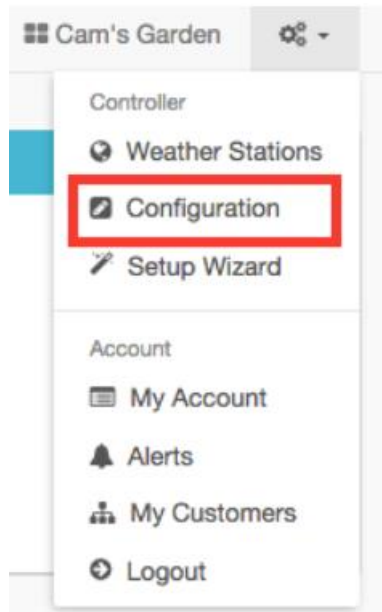 Cam's Garden
Controller
Weather Stations
Configuration
Setup Wizard
Account
My Account
Alerts
My Customers
Logout